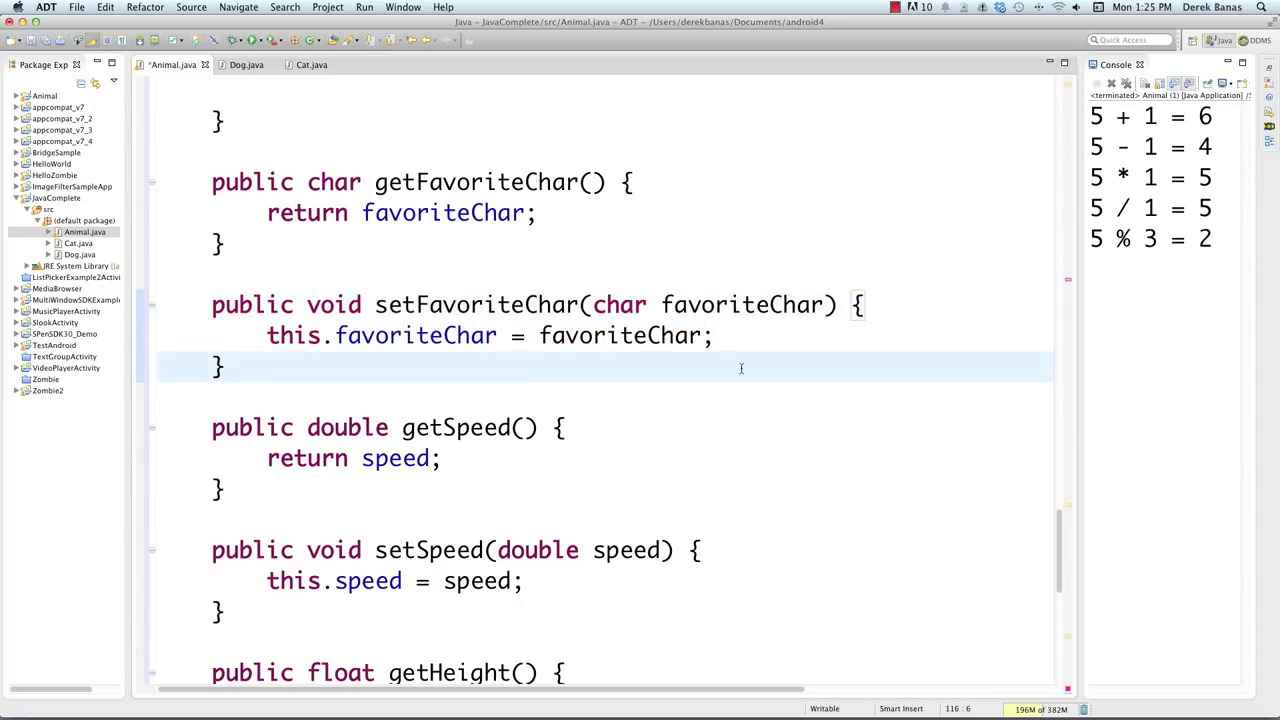 ADT File Edit Refactor Source Navigate Search Project Run Window Help 10 Mon 1:25 PM Derek Banas
Java – JavaComplete/src/Animal.java – ADT – /Users/derekbanas/Documents/android4
Quick Access Java DDMS
Package Exp
Animal
appcompat_v7
appcompat_v7_2
appcompat_v7_3
appcompat_v7_4
BridgeSample
HelloWorld
HelloZombie
ImageFilterSampleApp
JavaComplete
src
(default package)
Animal.java
Cat.java
Dog.java
JRE System Library
ListPickerExample2Activi
MediaBrowser
MultiWindowSDKExample
MusicPlayerActivity
SlookActivity
SPenSDK30_Demo
TestAndroid
TextGroupActivity
VideoPlayerActivity
Zombie
Zombie2
*Animal.java Dog.java Cat.java
}
public char getFavoriteChar() {
return favoriteChar;
}
public void setFavoriteChar(char favoriteChar) {
this.favoriteChar = favoriteChar;
}
public double getSpeed() {
return speed;
}
public void setSpeed(double speed) {
this.speed = speed;
}
public float getHeight() {
Console
<terminated> Animal (1) [Java Application] /S
5 + 1 = 6
5 - 1 = 4
5 * 1 = 5
5 / 1 = 5
5 % 3 = 2
Writable Smart Insert 116 : 6 196M of 382M